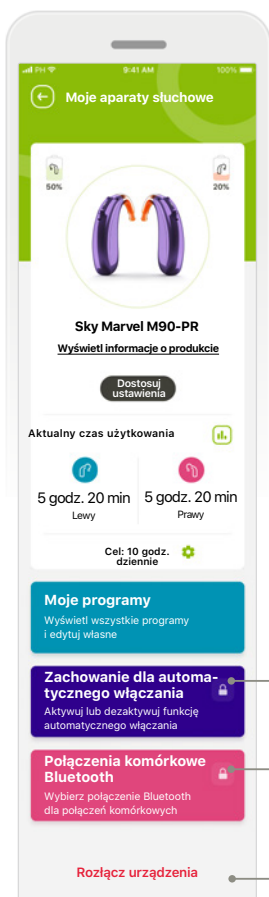 PH 9:41 AM 100%
Moje aparaty słuchowe
50% 20%
Sky Marvel M90-PR
Wyświetl informacje o produkcie
Dostosuj
ustawienia
Aktualny czas użytkowania
5 godz. 20 min 5 godz. 20 min
Lewy Prawy
Cel: 10 godz.
dziennie
Moje programy
Wyświetl wszystkie programy
i edytuj własne
Zachowanie dla automa-
tycznego włączania
Aktywuj lub dezaktywuj funkcję
automatycznego włączania
Połączenia komórkowe
Bluetooth
Wybierz połączenie Bluetooth
dla połączeń komórkowych
Rozłącz urządzenia